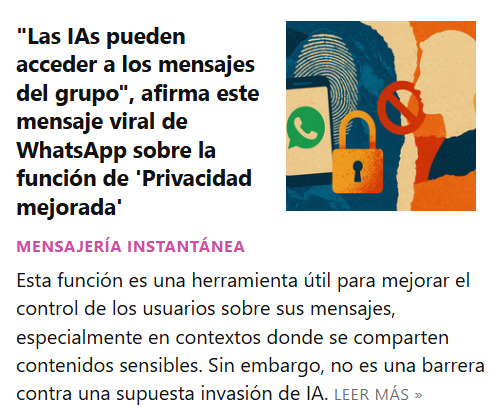 "Las IAs pueden
acceder a los mensajes
del grupo", afirma este
mensaje viral de
WhatsApp sobre la
función de 'Privacidad
mejorada'
MENSAJERÍA INSTANTÁNEA
Esta función es una herramienta útil para mejorar el
control de los usuarios sobre sus mensajes,
especialmente en contextos donde se comparten
contenidos sensibles. Sin embargo, no es una barrera
contra una supuesta invasión de IA. LEER MÁS »